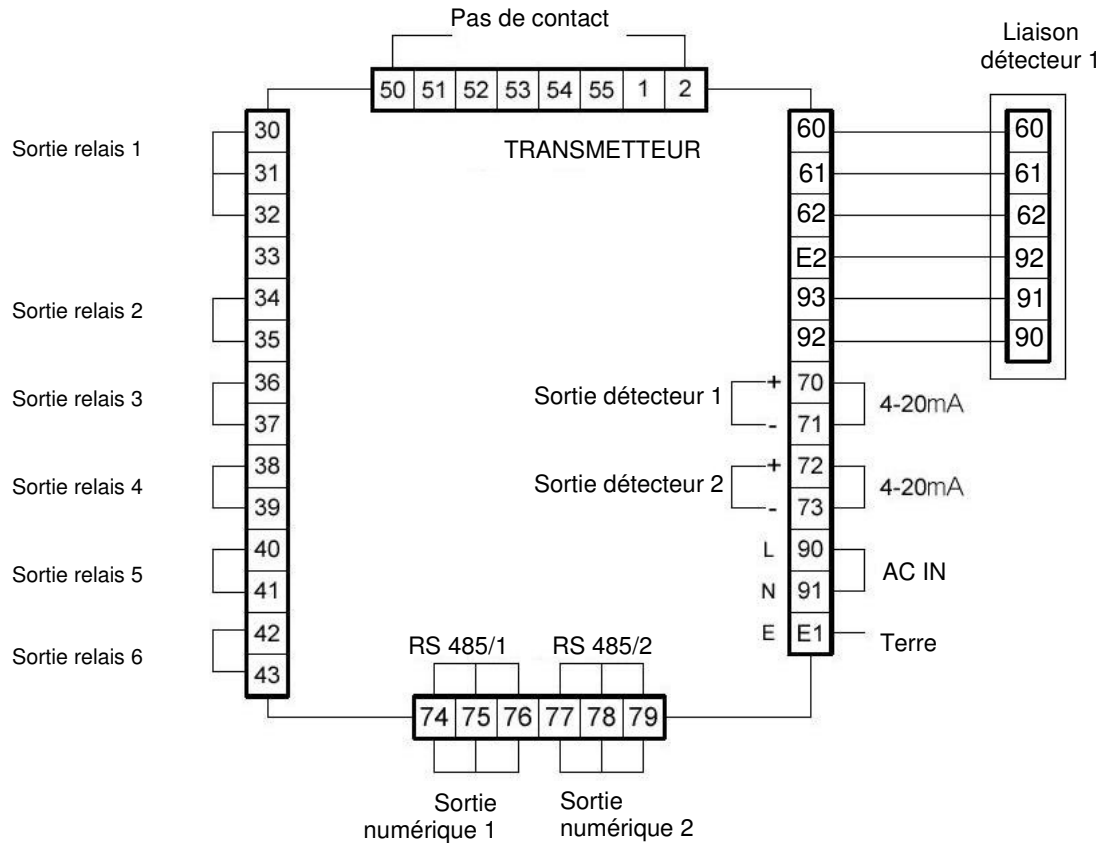 Pas de contact
Liaison
détecteur 1
50 51 52 53 54 55 1 2
TRANSMETTEUR
Sortie relais 1
30
31
32
33
Sortie relais 2
34
35
Sortie relais 3
36
37
Sortie relais 4
38
39
Sortie relais 5
40
41
Sortie relais 6
42
43
60 60
61 61
62 62
E2 92
93 91
92 90
Sortie détecteur 1 + 70 4-20mA
- 71
Sortie détecteur 2 + 72 4-20mA
- 73
L 90 AC IN
N 91
E E1 Terre
RS 485/1 RS 485/2
74 75 76 77 78 79
Sortie
numérique 1
Sortie
numérique 2